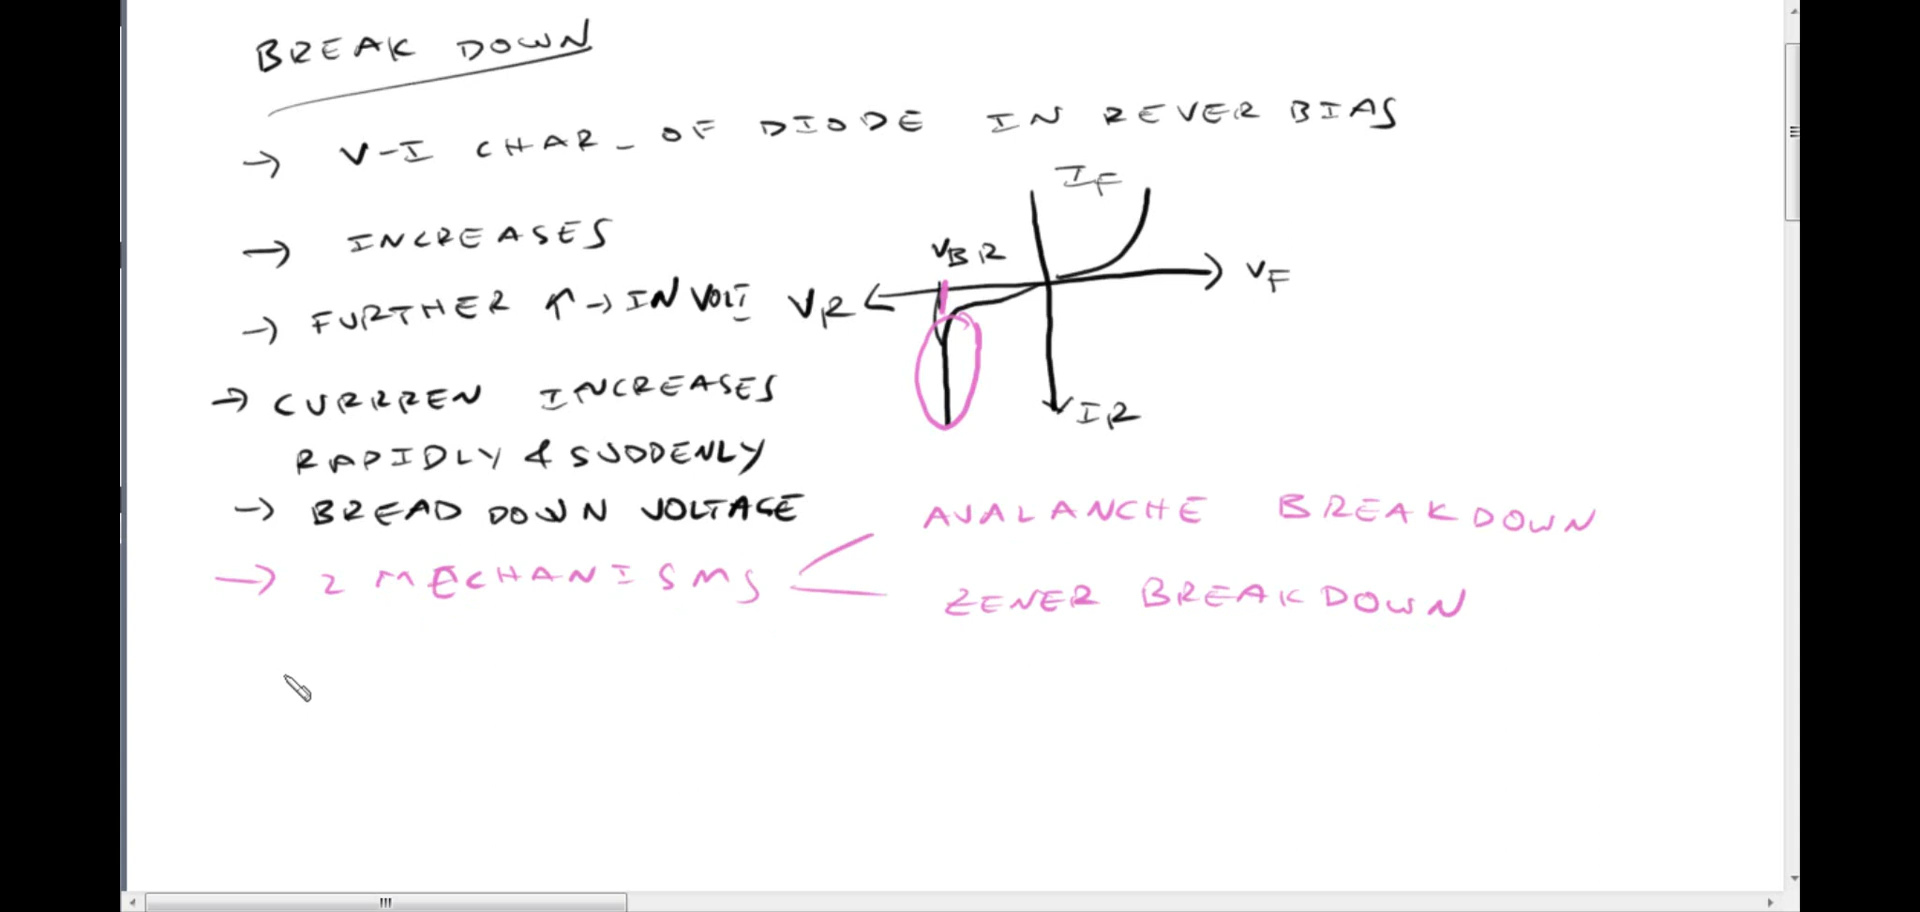 BREAK DOWN
→ V-I CHAR_ OF DIODE IN REVER BIAS
IF
→ INCREASES
VBR
VF
→ FURTHER ↑ → IN VOLT
VR
→ CURRREN INCREASES
IR
RAPIDLY & SUDDENLY
→ BREAD DOWN VOLTAGE
AVALANCHE BREAKDOWN
→ 2 MECHANISMS
ZENER BREAKDOWN